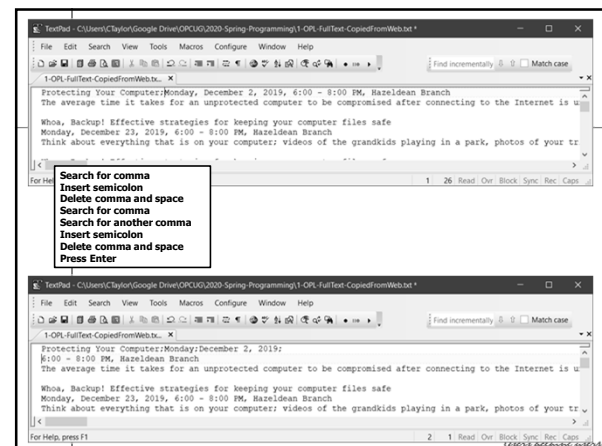 TextPad - C:\Users\CTaylor\Google Drive\OPCUG\2020-Spring-Programming\1-OPL-FullText-CopiedFromWeb.txt *
File Edit Search View Tools Macros Configure Window Help
Find incrementally Match case
1-OPL-FullText-CopiedFromWeb.tx...
Protecting Your Computer;Monday, December 2, 2019, 6:00 - 8:00 PM, Hazeldean Branch
The average time it takes for an unprotected computer to be compromised after connecting to the Internet is u
Whoa, Backup! Effective strategies for keeping your computer files safe
Monday, December 23, 2019, 6:00 - 8:00 PM, Hazeldean Branch
Think about everything that is on your computer; videos of the grandkids playing in a park, photos of your tr
For Hel
1 26 Read Ovr Block Sync Rec Caps
Search for comma
Insert semicolon
Delete comma and space
Search for comma
Search for another comma
Insert semicolon
Delete comma and space
Press Enter
TextPad - C:\Users\CTaylor\Google Drive\OPCUG\2020-Spring-Programming\1-OPL-FullText-CopiedFromWeb.txt *
File Edit Search View Tools Macros Configure Window Help
Find incrementally Match case
1-OPL-FullText-CopiedFromWeb.tx...
Protecting Your Computer;Monday;December 2, 2019;
6:00 - 8:00 PM, Hazeldean Branch
The average time it takes for an unprotected computer to be compromised after connecting to the Internet is u
Whoa, Backup! Effective strategies for keeping your computer files safe
Monday, December 23, 2019, 6:00 - 8:00 PM, Hazeldean Branch
Think about everything that is on your computer; videos of the grandkids playing in a park, photos of your tr
For Help, press F1
2 1 Read Ovr Block Sync Rec Caps